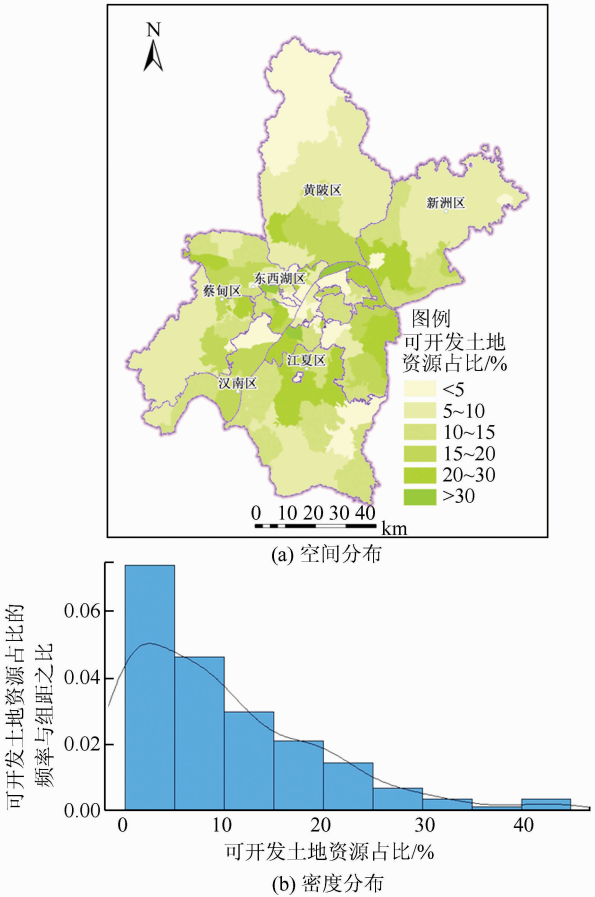 N
黄陂区
新洲区
东西湖区
蔡甸区
江夏区
汉南区
图例
可开发土地
资源占比/%
<5
5~10
10~15
15~20
20~30
>30
0 10 20 30 40
km
(a) 空间分布
可开发土地资源占比的
频率与组距之比
0.06
0.04
0.02
0.00
0 10 20 30 40
可开发土地资源占比/%
(b) 密度分布